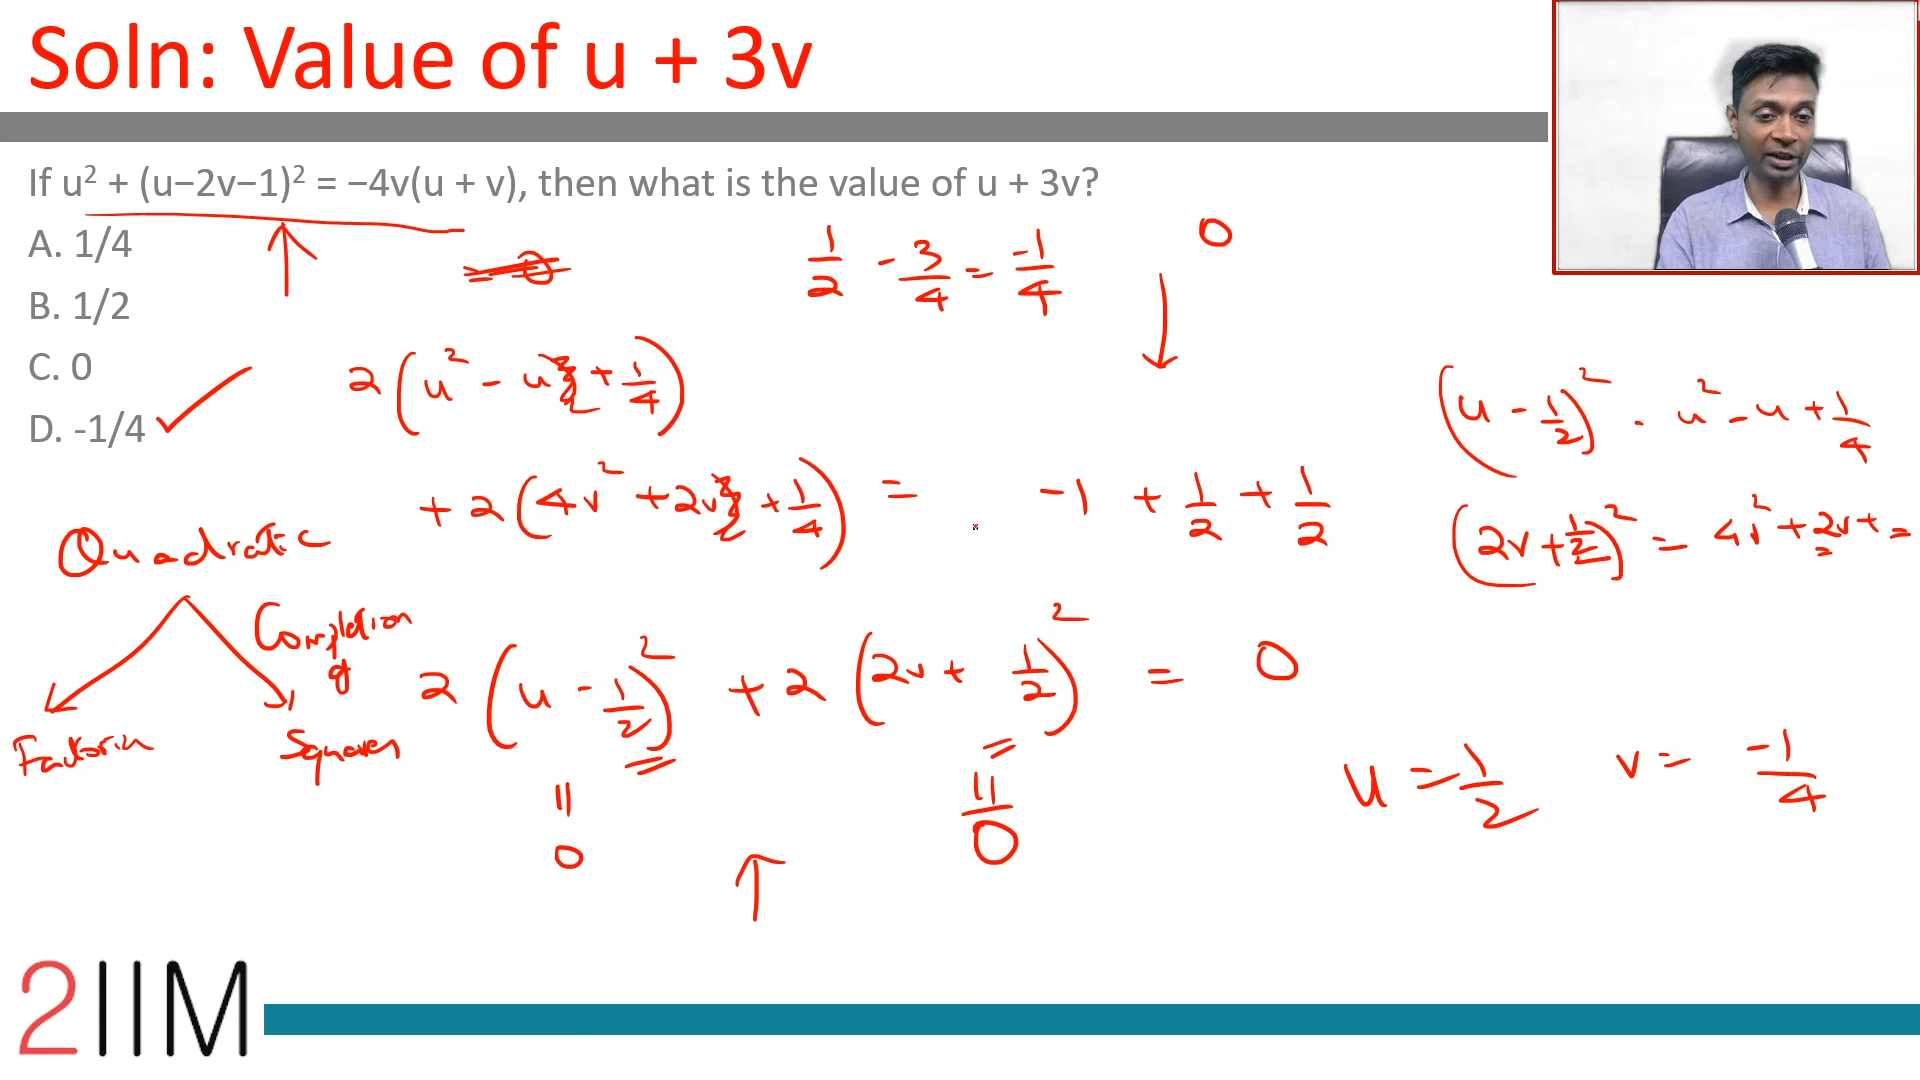 Soln: Value of u + 3v
If u² + (u−2v−1)² = −4v(u + v), then what is the value of u + 3v?
A. 1/4
B. 1/2
C. 0
D. -1/4
= 0
1/2 - 3/4 = -1/4
0
2(u² - u + 1/4)
+ 2(4v² + 2v + 1/4) = -1 + 1/2 + 1/2
(u - 1/2)² . u² - u + 1/4
(2v + 1/2)² = 4v² + 2v + =
Quadratic
Completion
of
Squares
2(u - 1/2)² + 2(2v + 1/2)² = 0
= 0
= 0
u = 1/2 v = -1/4
2IIM